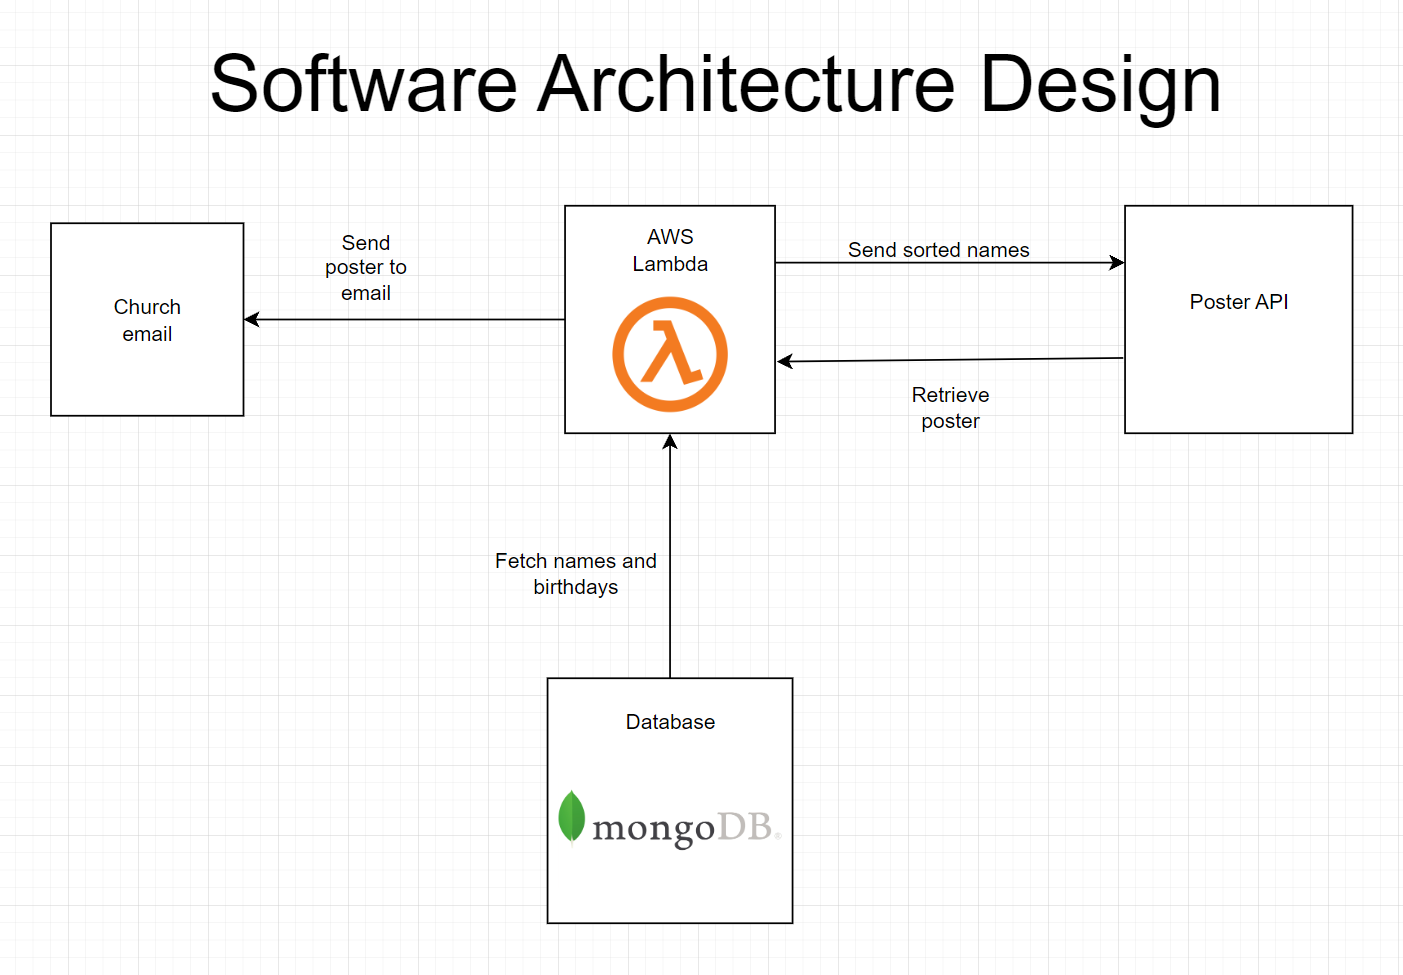 Software Architecture Design
Church
email
Send
poster to
email
AWS
Lambda
Send sorted names
Poster API
Retrieve
poster
Fetch names and
birthdays
Database
mongoDB®